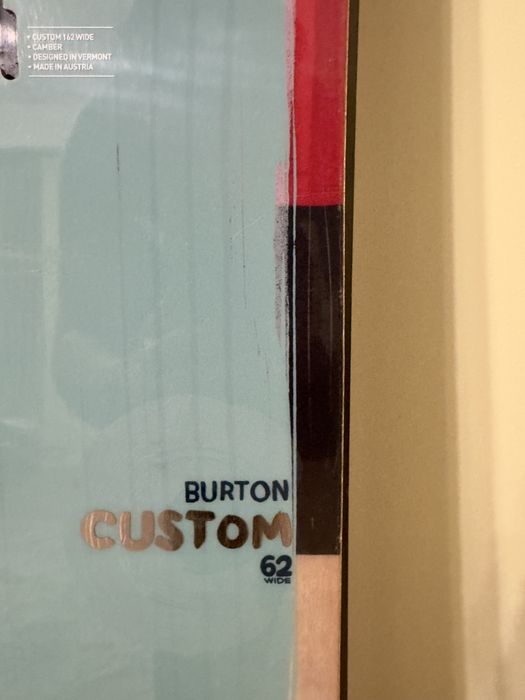 • CUSTOM 162 WIDE
• CAMBER
• DESIGNED IN VERMONT
• MADE IN AUSTRIA
BURTON
CUSTOM
62
WIDE